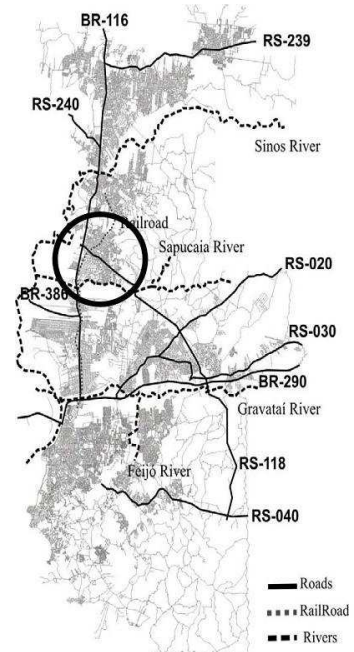 BR-116
RS-239
RS-240
Sinos River
Railroad
Sapucaia River
RS-020
BR-386
RS-030
BR-290
Gravataí River
Feijó River
RS-118
RS-040
Roads
RailRoad
Rivers